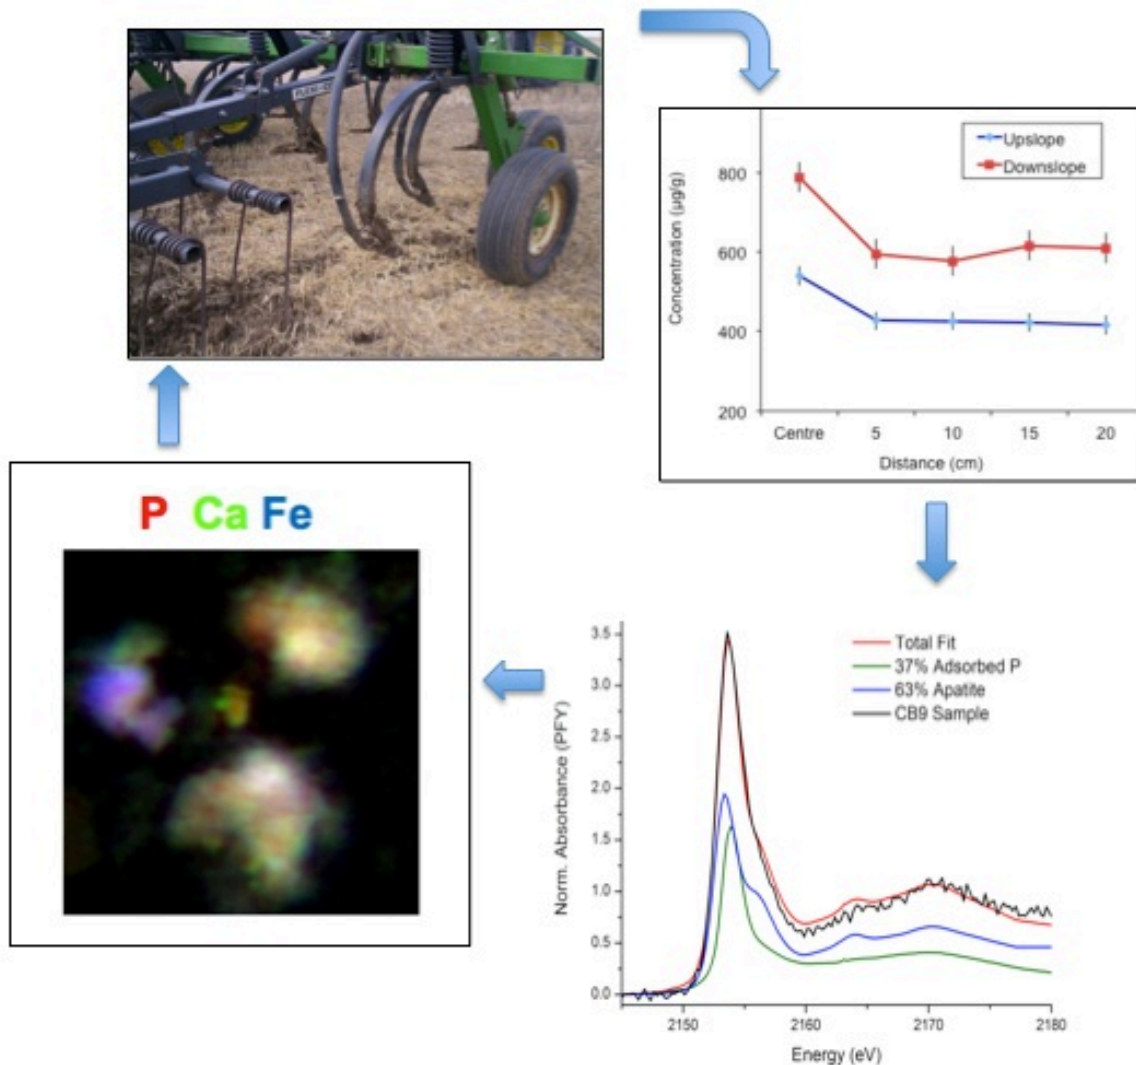 Upslope
Downslope
Concentration (µg/g)
800
600
400
200
Centre 5 10 15 20
Distance (cm)
P Ca Fe
Total Fit
37% Adsorbed P
63% Apatite
CB9 Sample
Norm. Absorbance (PFY)
3.5
3.0
2.5
2.0
1.5
1.0
0.5
0.0
2150 2160 2170 2180
Energy (eV)